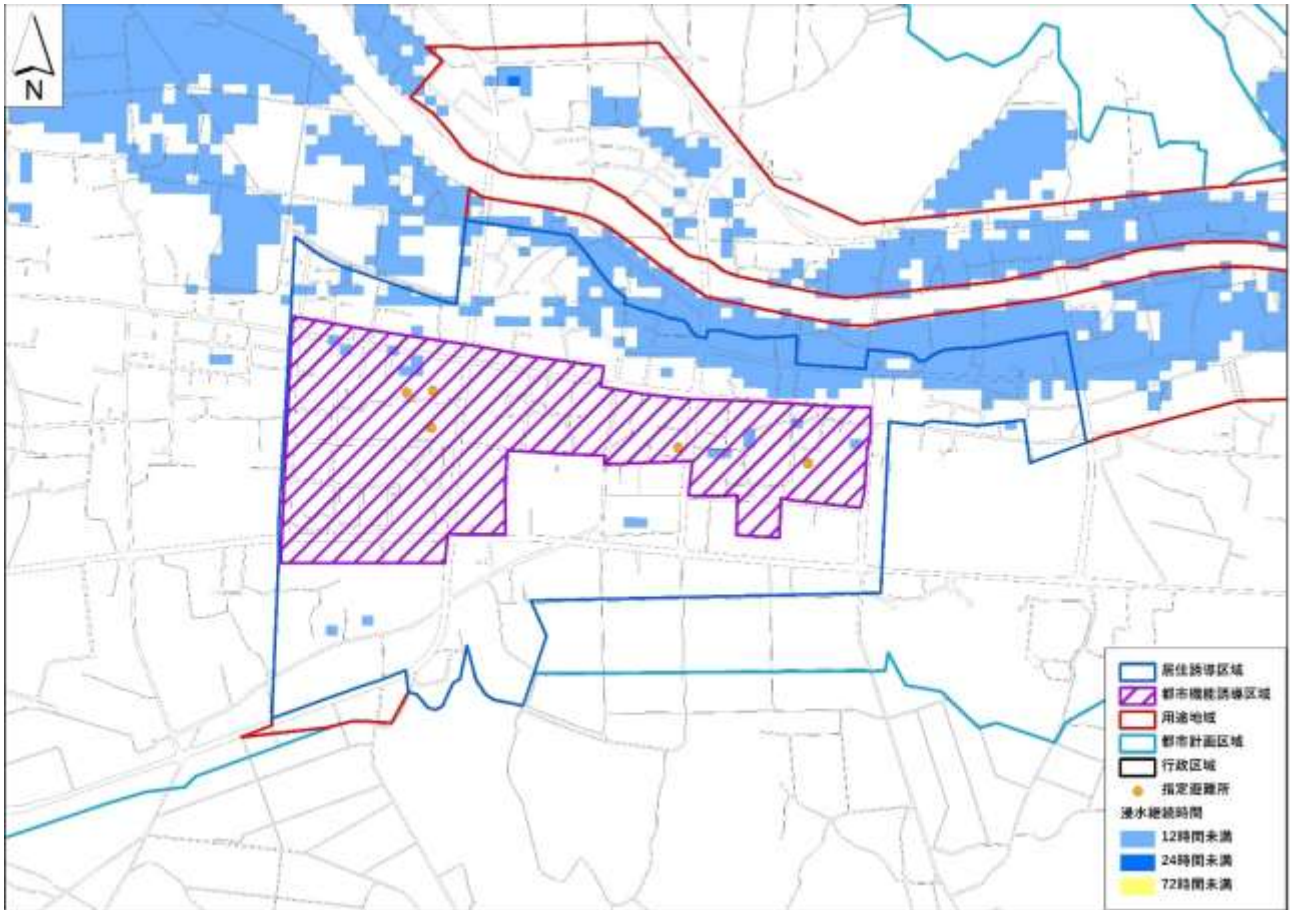 N
居住誘導区域
都市機能誘導区域
用途地域
都市計画区域
行政区域
指定避難所
浸水継続時間
12時間未満
24時間未満
72時間未満